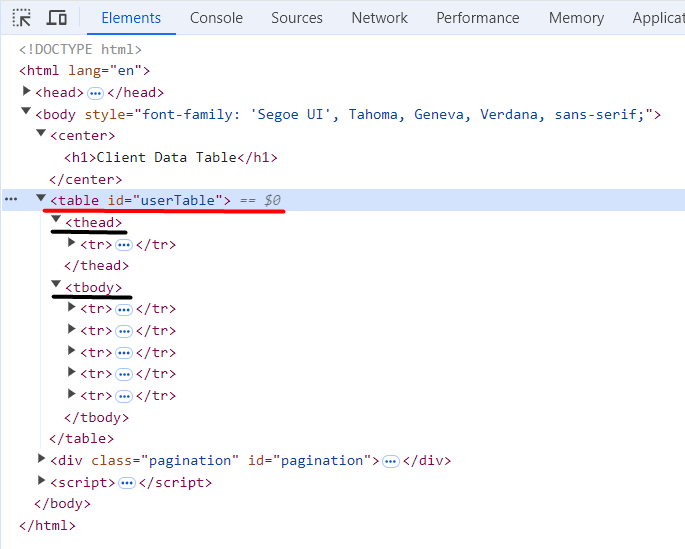 Elements Console Sources Network Performance Memory Applicat
<!DOCTYPE html>
<html lang="en">
<head> ··· </head>
<body style="font-family: 'Segoe UI', Tahoma, Geneva, Verdana, sans-serif;">
<center>
<h1>Client Data Table</h1>
</center>
··· <table id="userTable"> == $0
<thead>
<tr> ··· </tr>
</thead>
<tbody>
<tr> ··· </tr>
<tr> ··· </tr>
<tr> ··· </tr>
<tr> ··· </tr>
<tr> ··· </tr>
</tbody>
</table>
<div class="pagination" id="pagination"> ··· </div>
<script> ··· </script>
</body>
</html>